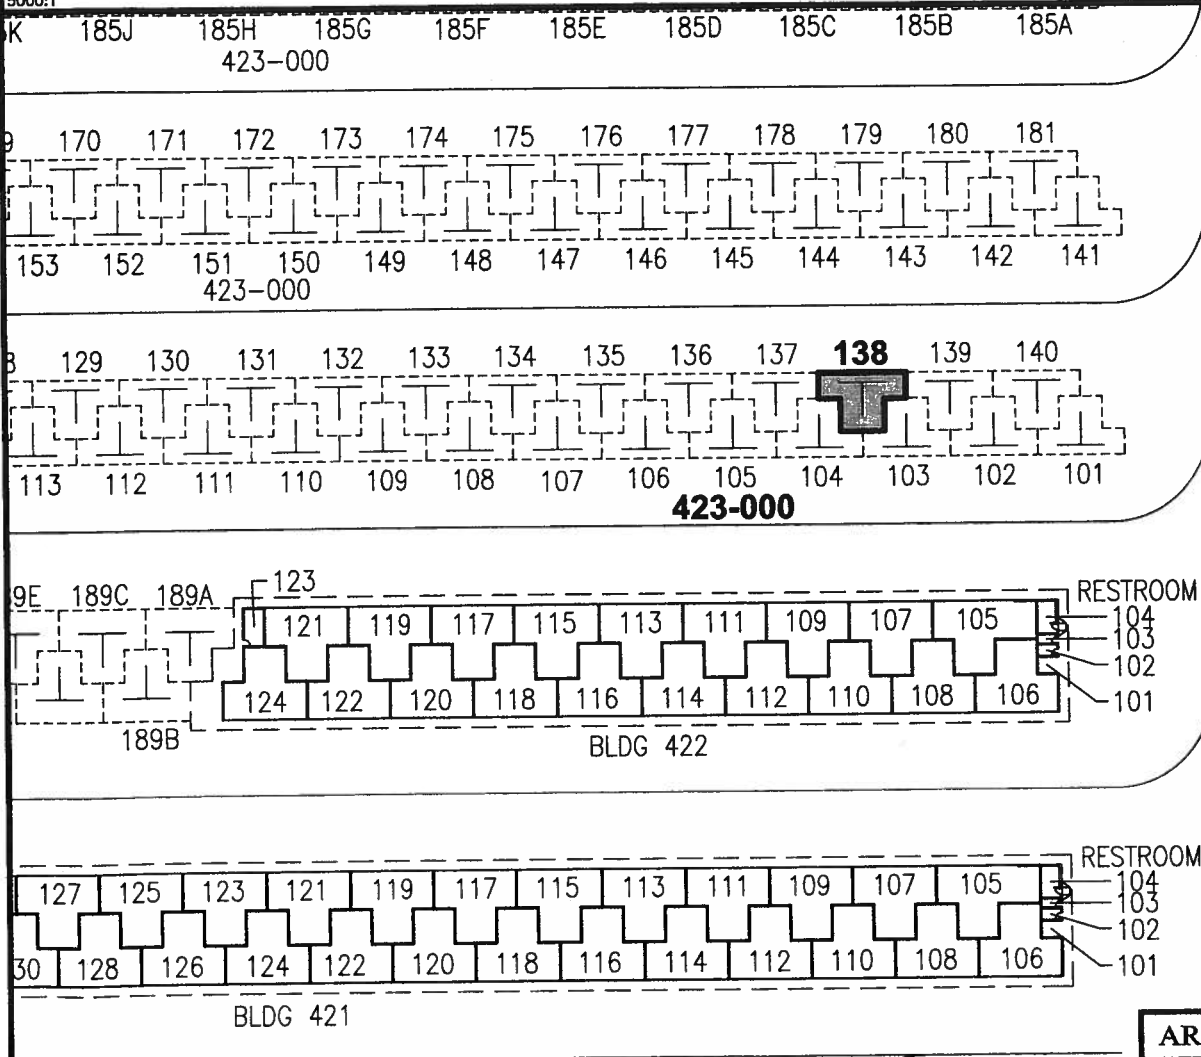 185J 185H 185G 185F 185E 185D 185C 185B 185A
423-000
170 171 172 173 174 175 176 177 178 179 180 181
153 152 151 150 149 148 147 146 145 144 143 142 141
423-000
129 130 131 132 133 134 135 136 137 138 139 140
113 112 111 110 109 108 107 106 105 104 103 102 101
423-000
189C 189A 123 RESTROOM
121 119 117 115 113 111 109 107 105 104
103
102
124 122 120 118 116 114 112 110 108 106 101
189B BLDG 422
RESTROOM
127 125 123 121 119 117 115 113 111 109 107 105 104
103
102
128 126 124 122 120 118 116 114 112 110 108 106 101
BLDG 421